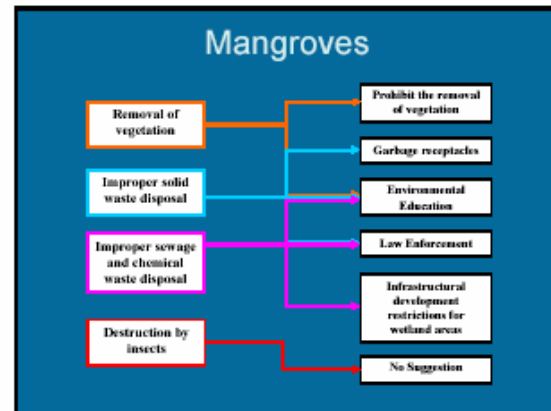 Mangroves
Removal of
vegetation
Improper solid
waste disposal
Improper sewage
and chemical
waste disposal
Destruction by
insects
Prohibit the removal
of vegetation
Garbage receptacles
Environmental
Education
Law Enforcement
Infrastructural
development
restrictions for
wetland areas
No Suggestion